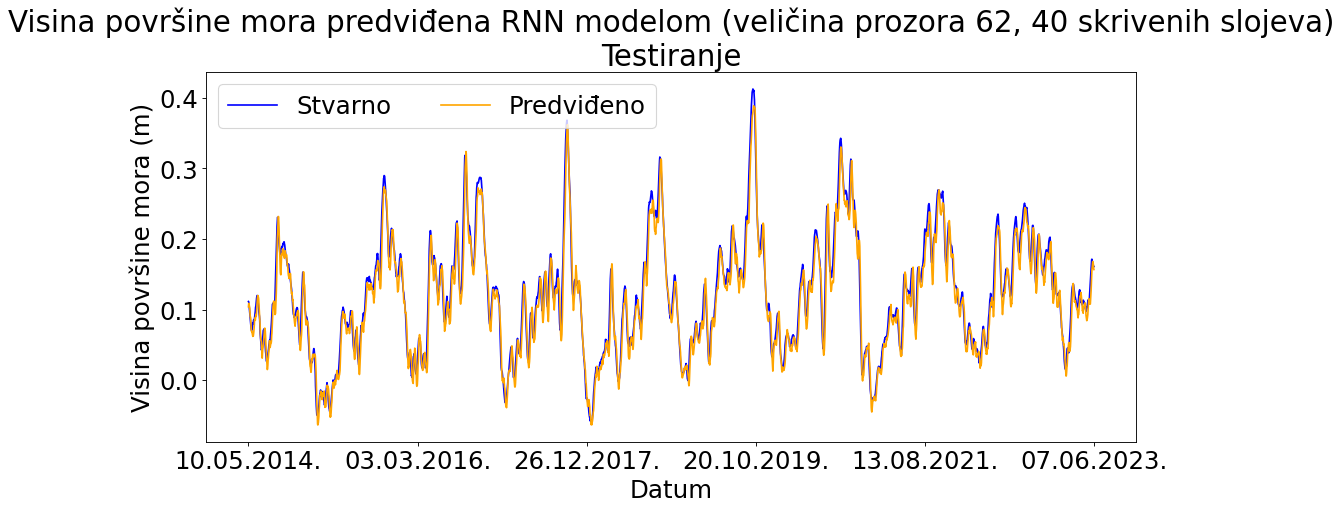 Visina površine mora predviđena RNN modelom (veličina prozora 62, 40 skrivenih slojeva)
Testiranje
Stvarno
Predviđeno
Visina površine mora (m)
0.4
0.3
0.2
0.1
0.0
10.05.2014.
03.03.2016.
26.12.2017.
20.10.2019.
13.08.2021.
07.06.2023.
Datum